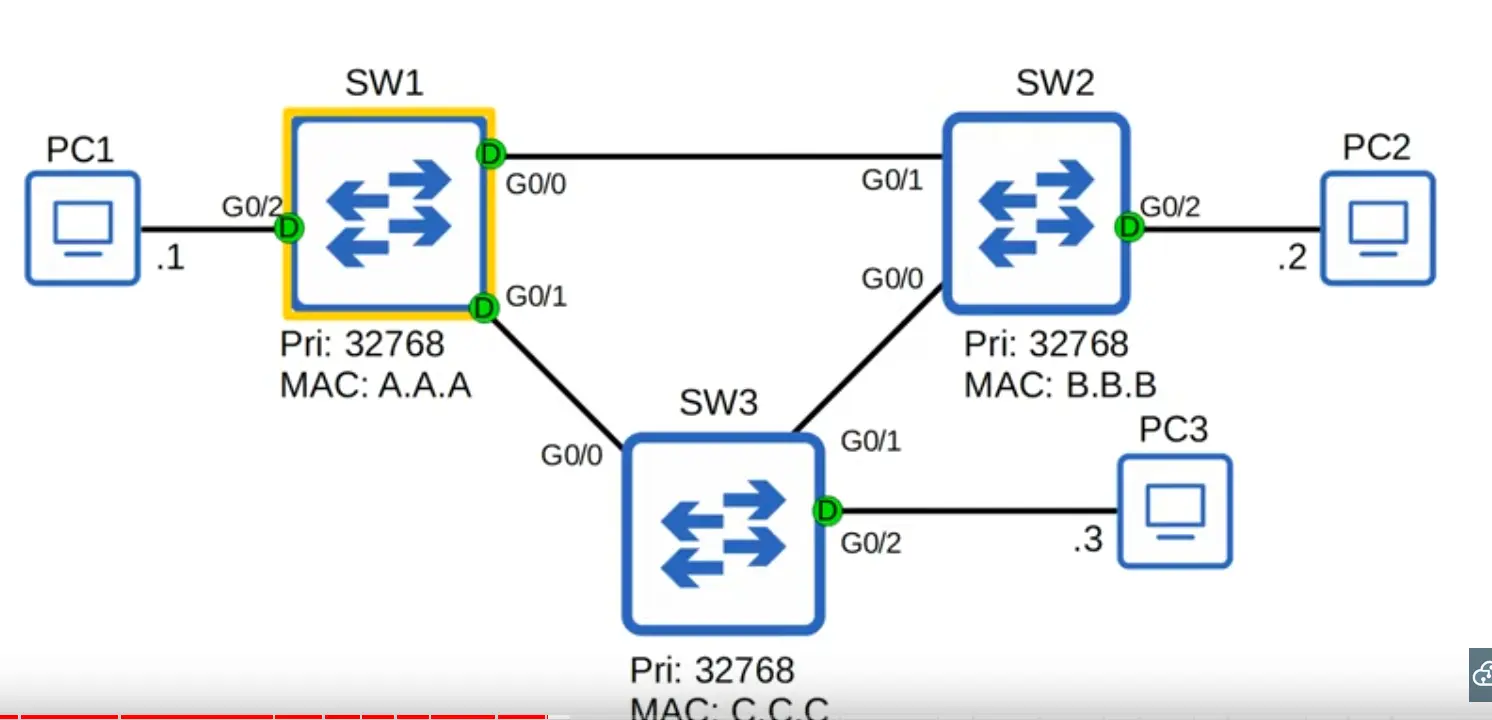 SW1
SW2
PC1
PC2
D
G0/0
G0/1
G0/2
D
D
G0/2
.1
.2
G0/0
D
G0/1
Pri: 32768
MAC: A.A.A
Pri: 32768
MAC: B.B.B
SW3
PC3
G0/0
G0/1
D
G0/2
.3
Pri: 32768
MAC: C.C.C